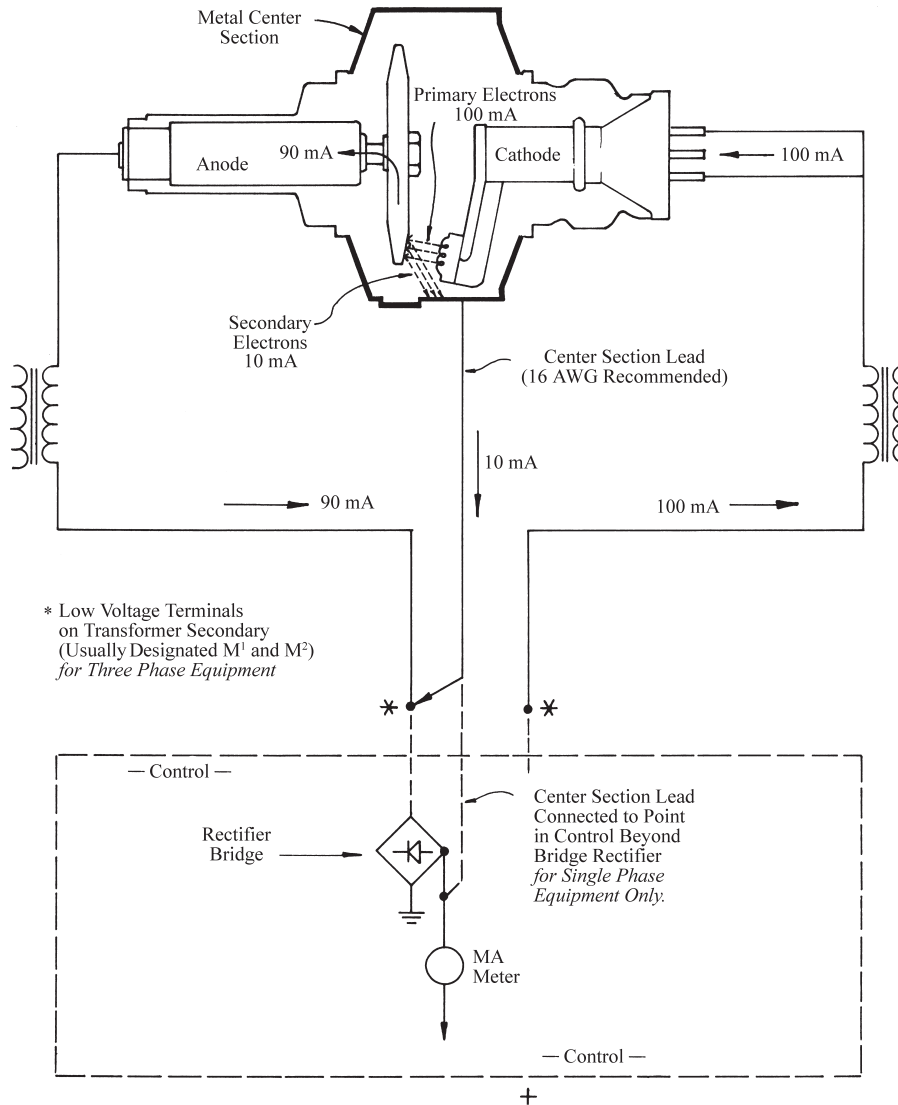 Metal Center
Section
Primary Electrons
100 mA
Anode
90 mA
Cathode
100 mA
Secondary
Electrons
10 mA
Center Section Lead
(16 AWG Recommended)
10 mA
90 mA
100 mA
* Low Voltage Terminals
on Transformer Secondary
(Usually Designated M¹ and M²)
for Three Phase Equipment
*
*
— Control —
Rectifier
Bridge
Center Section Lead
Connected to Point
in Control Beyond
Bridge Rectifier
for Single Phase
Equipment Only.
MA
Meter
— Control —
+